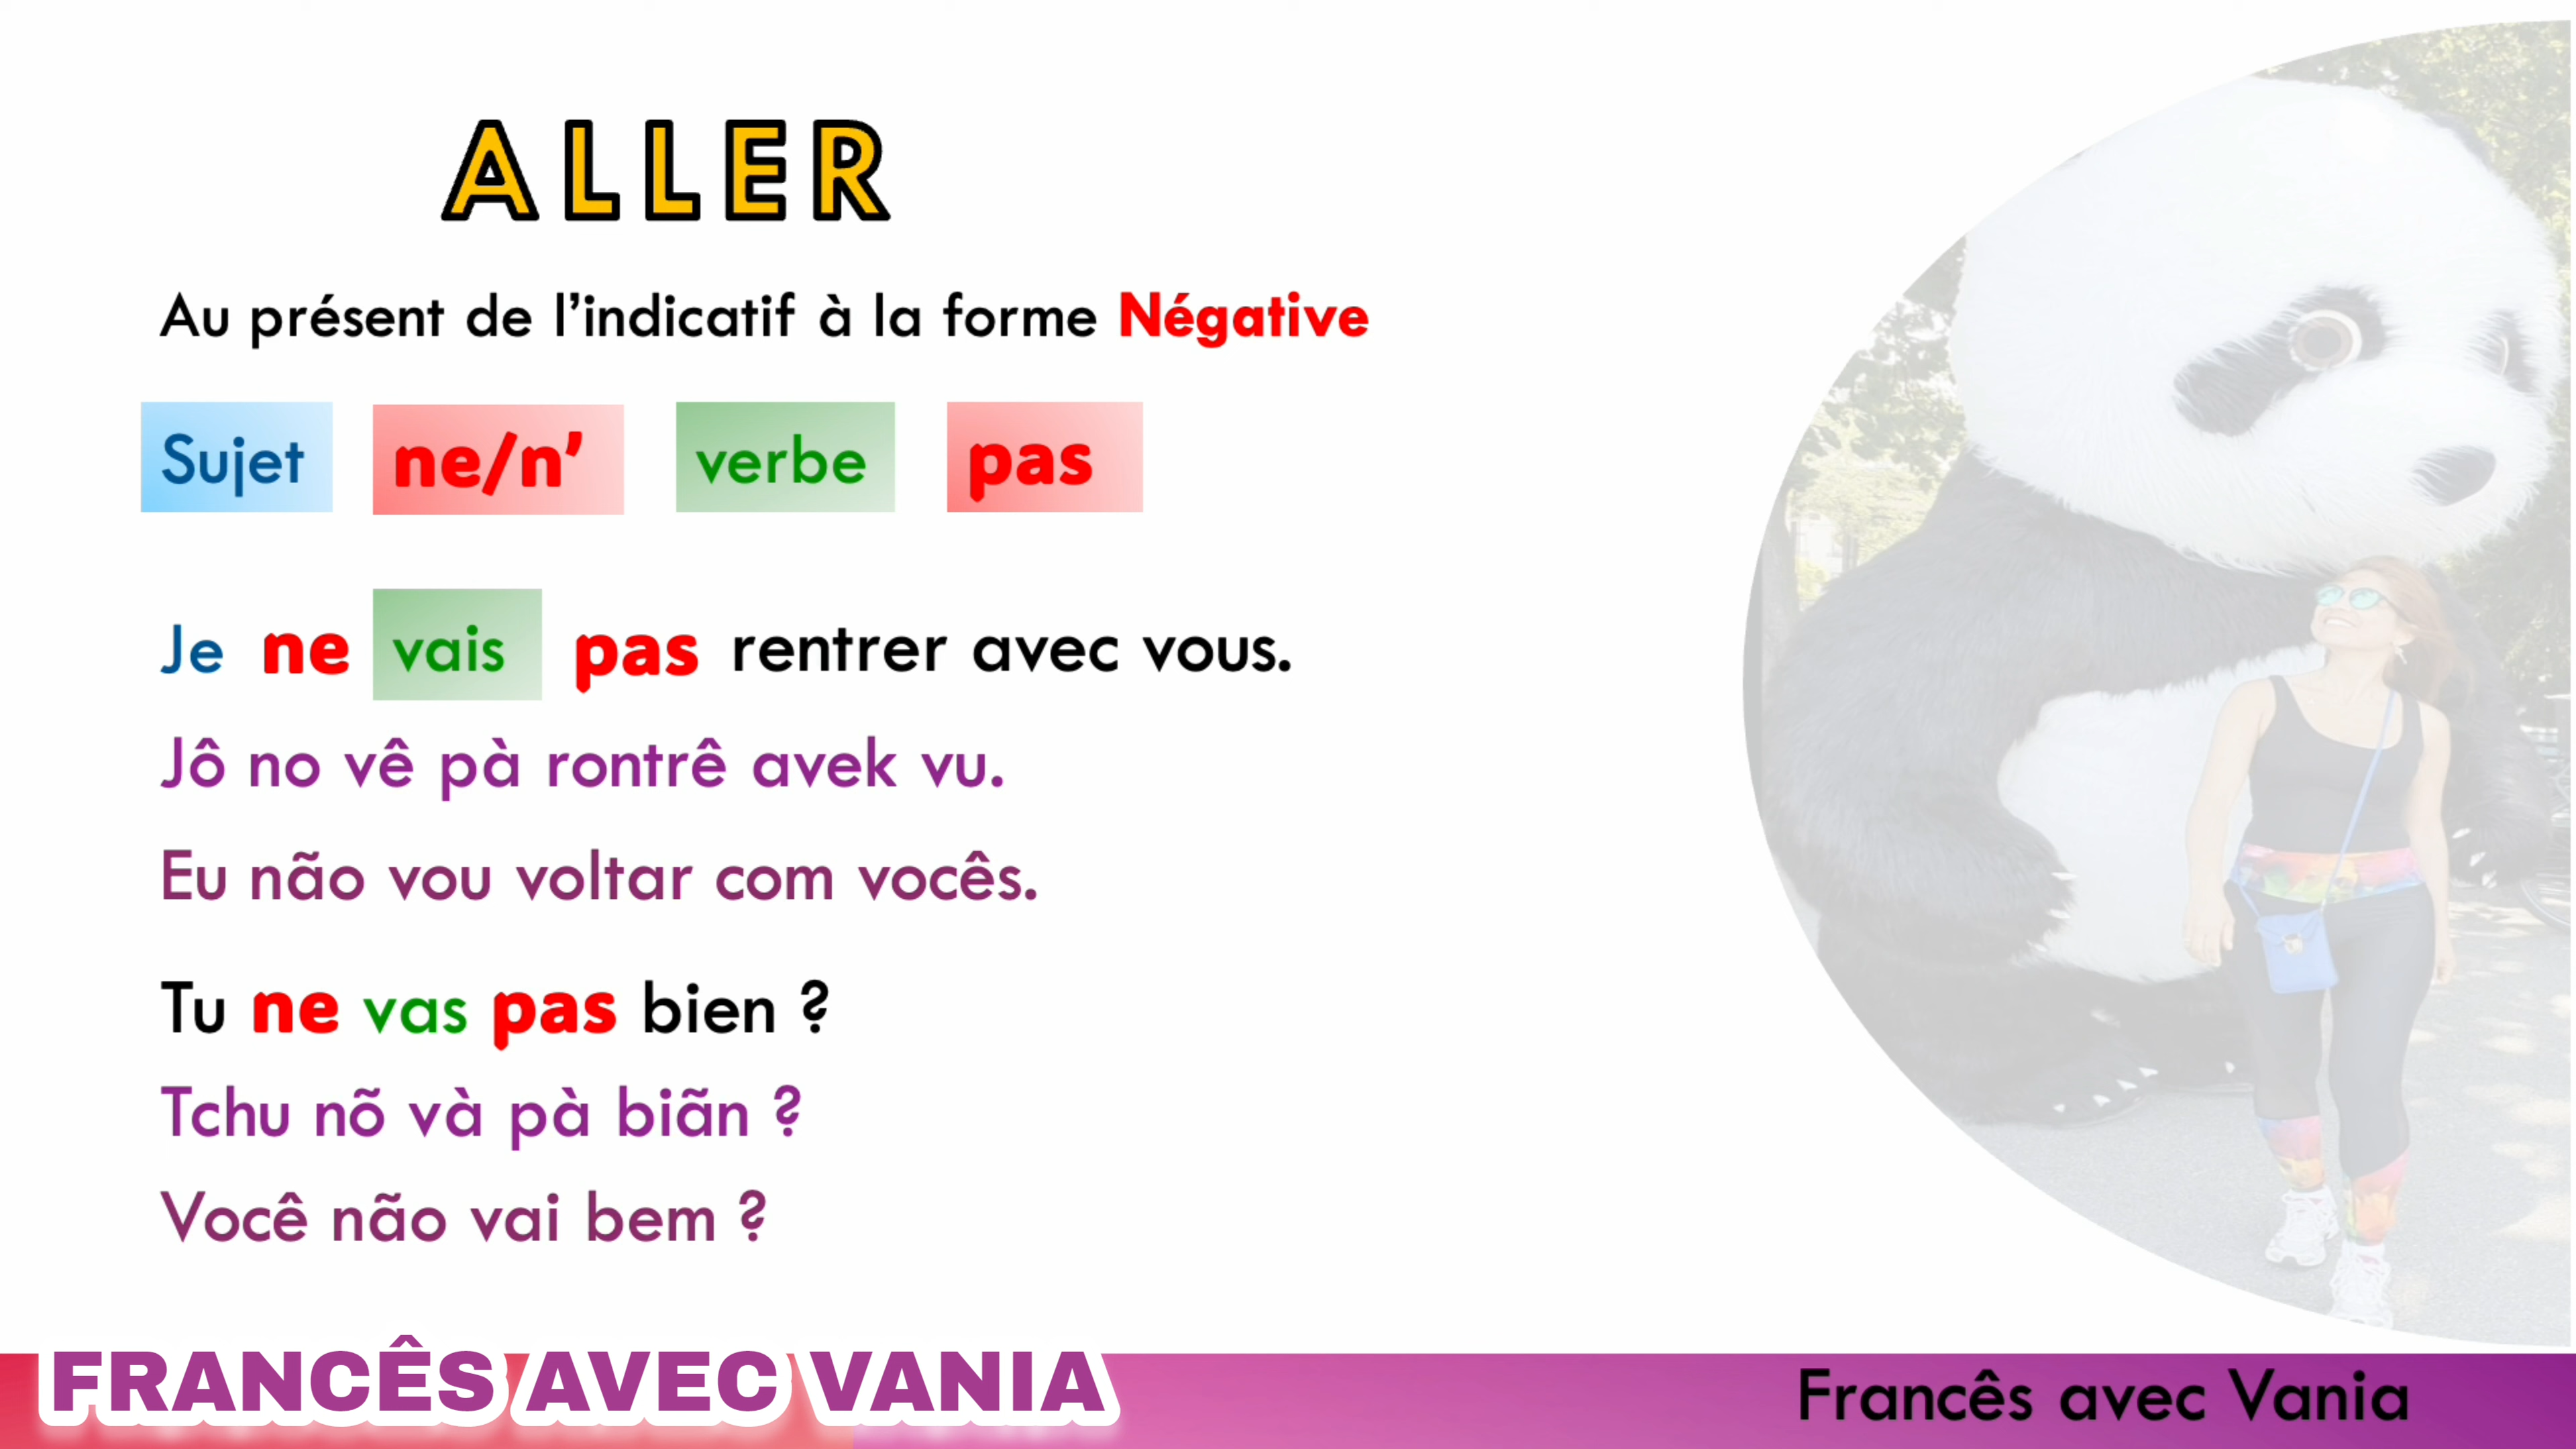 ALLER
Au présent de l’indicatif à la forme Négative
Sujet ne/n’ verbe pas
Je ne vais pas rentrer avec vous.
Jô no vê pà rontrê avek vu.
Eu não vou voltar com vocês.
Tu ne vas pas bien ?
Tchu nõ và pà biãn ?
Você não vai bem ?
FRANCÊS AVEC VANIA
Francês avec Vania